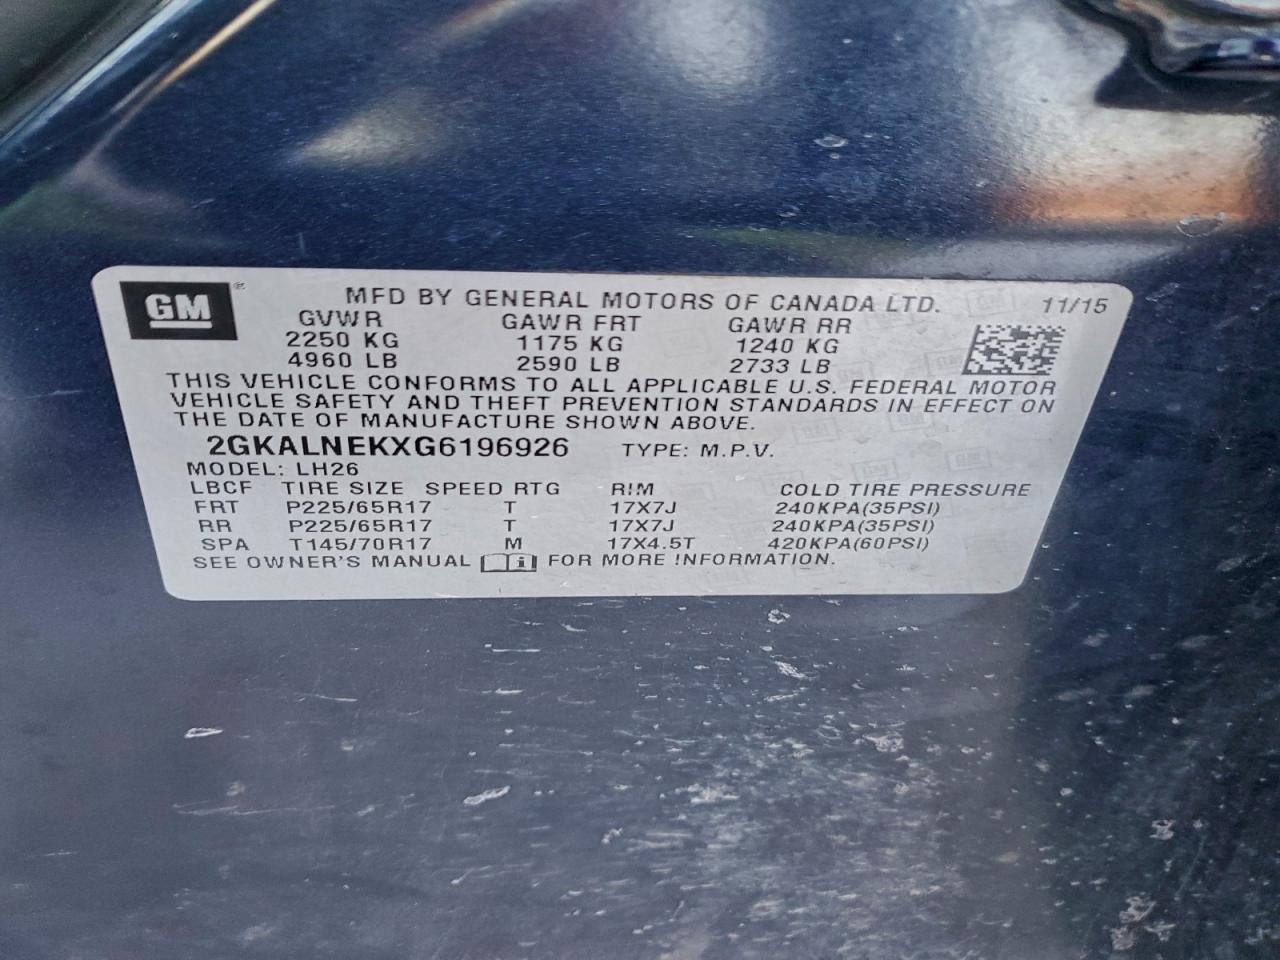 GM®
MFD BY GENERAL MOTORS OF CANADA LTD. 11/15
GVWR GAWR FRT GAWR RR
2250 KG 1175 KG 1240 KG
4960 LB 2590 LB 2733 LB
THIS VEHICLE CONFORMS TO ALL APPLICABLE U.S. FEDERAL MOTOR
VEHICLE SAFETY AND THEFT PREVENTION STANDARDS IN EFFECT ON
THE DATE OF MANUFACTURE SHOWN ABOVE.
2GKALNEKXG6196926 TYPE: M.P.V.
MODEL: LH26
LBCF TIRE SIZE SPEED RTG RIM COLD TIRE PRESSURE
FRT P225/65R17 T 17X7J 240KPA(35PSI)
RR P225/65R17 T 17X7J 240KPA(35PSI)
SPA T145/70R17 M 17X4.5T 420KPA(60PSI)
SEE OWNER'S MANUAL i FOR MORE INFORMATION.